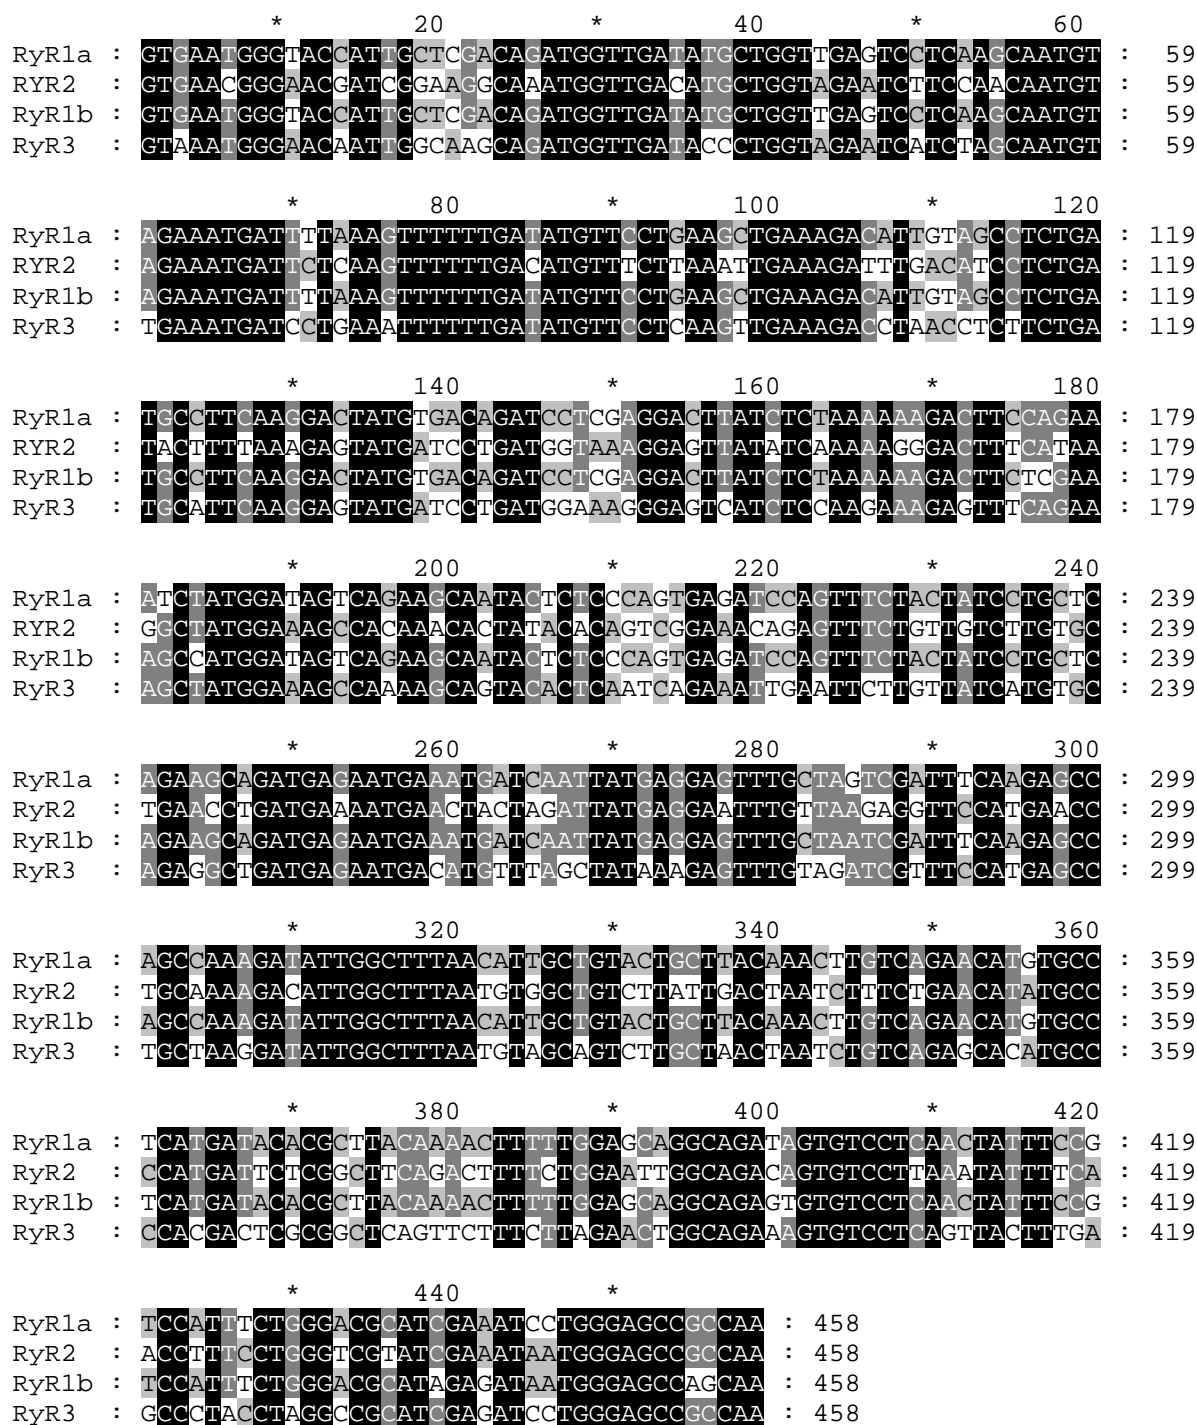 * 20 * 40 * 60
RyR1a : GTGAATGGGTACCATTGCTCGACAGATGGTTGATATGCTGGTTGAGTCCTCAAGCAATGT : 59
RYR2 : GTGAACGGGAACGATCGGAAGGCAAATGGTTGACATGCTGGTAGAATCTTCCAACAATGT : 59
RyR1b : GTGAATGGGTACCATTGCTCGACAGATGGTTGATATGCTGGTTGAGTCCTCAAGCAATGT : 59
RyR3 : GTAAATGGGAACAATTGGCAAGCAGATGGTTGATACCCTGGTAGAATCATCTAGCAATGT : 59
* 80 * 100 * 120
RyR1a : AGAAATGATTTTAAAGTTTTTTGATATGTTCCTGAAGCTGAAAGACATTGTAGCCTCTGA : 119
RYR2 : AGAAATGATTCTCAAGTTTTTTGACATGTTTCTTAAATTGAAAGATTTGACATCCTCTGA : 119
RyR1b : AGAAATGATTTTAAAGTTTTTTGATATGTTCCTGAAGCTGAAAGACATTGTAGCCTCTGA : 119
RyR3 : TGAAATGATCCTGAAATTTTTTGATATGTTCCTCAAGTTGAAAGACCTAACCTCTTCTGA : 119
* 140 * 160 * 180
RyR1a : TGCCTTCAAGGACTATGTGACAGATCCTCGAGGACTTATCTCTAAAAAAGACTTCCAGAA : 179
RYR2 : TACTTTTAAAGAGTATGATCCTGATGGTAAAGGAGTTATATCAAAAAGGGACTTTCATAA : 179
RyR1b : TGCCTTCAAGGACTATGTGACAGATCCTCGAGGACTTATCTCTAAAAAAGACTTCTCGAA : 179
RyR3 : TGCATTCAAGGAGTATGATCCTGATGGAAAGGGAGTCATCTCCAAGAAAGAGTTTCAGAA : 179
* 200 * 220 * 240
RyR1a : ATCTATGGATAGTCAGAAGCAATACTCTCCCAGTGAGATCCAGTTTCTACTATCCTGCTC : 239
RYR2 : GGCTATGGAAAGCCACAAACACTATACACAGTCGGAAACAGAGTTTCTGTTGTCTTGTGC : 239
RyR1b : AGCCATGGATAGTCAGAAGCAATACTCTCCCAGTGAGATCCAGTTTCTACTATCCTGCTC : 239
RyR3 : AGCTATGGAAAGCCAAAAGCAGTACACTCAATCAGAAATTGAATTCTTGTTATCATGTGC : 239
* 260 * 280 * 300
RyR1a : AGAAGCAGATGAGAATGAAATGATCAATTATGAGGAGTTTGCTAGTCGATTTCAAGAGCC : 299
RyR2 : TGAACCTGATGAAAATGAACTACTAGATTATGAGGAATTTGTTAAGAGGTTCCATGAACC : 299
RyR1b : AGAAGCAGATGAGAATGAAATGATCAATTATGAGGAGTTTGCTAATCGATTTCAAGAGCC : 299
RyR3 : AGAGGCTGATGAGAATGACATGTTTAGCTATAAAGAGTTTGTAGATCGTTTCCATGAGCC : 299
* 320 * 340 * 360
RyR1a : AGCCAAAGATATTGGCTTTAACATTGCTGTACTGCTTACAAACTTGTCAGAACATGTGCC : 359
RyR2 : TGCAAAAGACATTGGCTTTAATGTGGCTGTCTTATTGACTAATCTTTCTGAACATATGCC : 359
RyR1b : AGCCAAAGATATTGGCTTTAACATTGCTGTACTGCTTACAAACTTGTCAGAACATGTGCC : 359
RyR3 : TGCTAAGGATATTGGCTTTAATGTAGCAGTCTTGCTAACTAATCTGTCAGAGCACATGCC : 359
* 380 * 400 * 420
RyR1a : TCATGATACACGCTTACAAAACTTTTTGGAGCAGGCAGATAGTGTCCTCAACTATTTCCG : 419
RyR2 : CCATGATTCTCGGCTTCAGACTTTTCTGGAATTGGCAGACAGTGTCCTTAAATATTTTCA : 419
RyR1b : TCATGATACACGCTTACAAAACTTTTTGGAGCAGGCAGAGTGTGTCCTCAACTATTTCCG : 419
RyR3 : CCACGACTCGCGGCTCAGTTCTTTCTTAGAACTGGCAGAAAGTGTCCTCAGTTACTTTGA : 419
* 440 *
RyR1a : TCCATTTCTGGGACGCATCGAAATCCTGGGAGCCGCCAA : 458
RyR2 : ACCTTTCCTGGGTCGTATCGAAATAATGGGAGCCGCCAA : 458
RyR1b : TCCATTTCTGGGACGCATAGAGATAATGGGAGCCAGCAA : 458
RyR3 : GCCCTACCTAGGCCGCATCGAGATCCTGGGAGCCGCCAA : 458